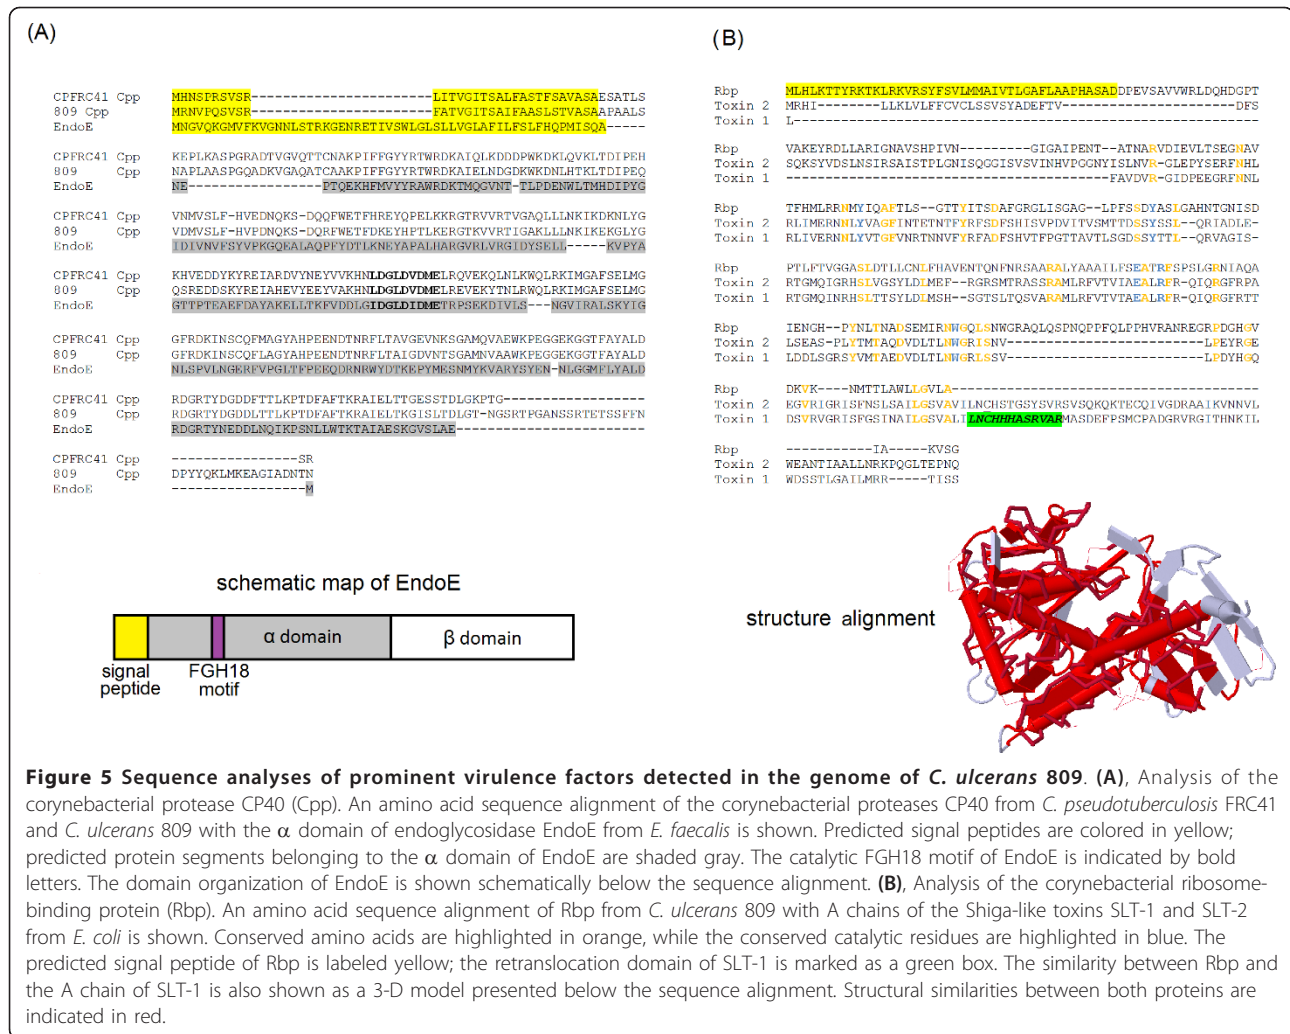 (A)
CPFRC41 Cpp MHNSPRSVSR------------------LITVGITSALFASTFSAVASAESATLS
809 Cpp MRNVPQSVSR------------------FATVGITSAIFAASLSTVASAAPAALS
EndoE MNGVQKGMVFKVGNNLSTRKGENRETIVSWLGLSLLVGLAFILFSLFHQPMISQA-----
CPFRC41 Cpp KEPLKASPGRADTVGVQTTCNAKPIFFGYYRTWRDKAIQLKDDDPWKDKLQVKLTDIPEH
809 Cpp NAPLAASPGQADKVGAQATCAAKPIFFGYYRTWRDKAIELNDGDKWKDNLHTKLTDIPEQ
EndoE NE---------------PTQEKHFMVYYRAWRDKTMQGVNT-TLPDENWLTMHDIPYG
CPFRC41 Cpp VNMVSLF-HVEDNQKS-DQQFWETFHREYQPELKKRGTRVVRTVGAQLLLNKIKDKNLYG
809 Cpp VDMVSLF-HVEDNQKS-DQQFWETFDKEYHPTLKERGTKVVRTIGAKLLLNKIKGKNLYG
EndoE IDIVNVFSYVPKGQEALAQPFYDTLKNEYAPALHARGVRLVRGIDYSELL----KVPYA
CPFRC41 Cpp KHVEDDYKYREIARDVYNEYVVKHNLDGLDVDMELRQVEKQLNLKWQLRKIMGAFSELMG
809 Cpp QSREDDSKYREIAHEVYEEYVVKHNLDGLDVDMELREVEKYTNLRWQLRKIMGAFSELMG
EndoE GTTPTEAEFDAYAKELLTKFVDDLGIDGLDIDMETRPSEKDIVLS---NGVIRALSKYIG
CPFRC41 Cpp GFRDKINSCQFMAGYAHPEENDTNRFLTAVGEVNKSGAMQVAEWKPEGGEKGGTFAYALD
809 Cpp GFRDKINSCQFLAGYAHPEENDTNRFLTAIGDVNTSGAMNVAAWKPEGGEKGGTFAYALD
EndoE NLSPVLNGERFVPGLTFPEEQDRNRWYDTKEPYMESNMYKVARYSYEN-NLGGMFLYALD
CPFRC41 Cpp RDGRTYDGDDFTTLKPTDFAFTKRAIELTTGESSTDLGKPTG---------------
809 Cpp RDGRTYDGDDLTTLKPTDFAFTKRAIELTKGISLTDLGT-NGSRTPGANSSRTETSSFFN
EndoE RDGRTYNEDDLNQIKPSNLLWTKTAIAESKGVSLAE----------------------
CPFRC41 Cpp --------------SR
809 Cpp DPYYQKLMKEAGIADNTN
EndoE -----------------M
schematic map of EndoE
α domain β domain
signal peptide
FGH18 motif
(B)
Rbp MLHLKTTYRKTKLRKVRSYFSVLMMAIVTLGAFLAAPHASADDPEVSAVVWRLDQHDGPT
Toxin 2 MRHI------LLKLVLFFCVCLSSVSYADEFTV-----------------DFS
Toxin 1 L-----------------------------------------------------
Rbp VAKEYRDLLARIGNAVSHPIVN-------GIGAIPENT--ATNARVDIEVLTSEGNAV
Toxin 2 SQKSYVDSLNSIRSAISTPLGNISQGGISVSVINHVPGGNYISLNVRGLEPYSERFNHL
Toxin 1 ---------------------------------FAVDVRGIDPEEGRFNNL
Rbp TFHMLRRNMYIQAFTLS--GTTYITSDAFGRGLISGAG--LPFSSDYASLGAHNTGNISD
Toxin 2 RLIMERNNLYVAGFINTETNTFYRFSDFSHISVPDVITVSMTTDSSYSSL--QRIADLE-
Toxin 1 RLIVERNNLYVTGFVNRTNNVFYRFADFSHVTFPGTTAVTLSGDSSYTTL--QRVAGIS-
Rbp PTLFTVGGASLDTLLCNLFHAVENTQNFNRSAARALYAAAILFSEATRFSPSLGRNIAQA
Toxin 2 RTGMQIGRHSLVGSYLDLMEF--RGRSMTRASSRAMLRFVTVIAEALRFR-QIQRGFRPA
Toxin 1 RTGMQINRHSLTTSYLDLMSH---SGTSLTQSVARAMLRFVTVTAEALRFR-QIQRGFRTT
Rbp IENGH-PYNLTNADSEMIRNWGQLSNWGRAQLQSPNQPPFQLPPHVRANREGRPDGHGV
Toxin 2 LSEAS-PLYTMTAQDVDLTLNWGRISNV----------------------LPEYRGE
Toxin 1 LDDLSGRSYVMTAEDVDLTLNWGRLSSV----------------------LPDYHGQ
Rbp DKVK---NMTTLAWLLGVLA------------------------------
Toxin 2 EGVRIGRISFNSLSAILGSVAVILNCHSTGSYSVRSVSQKQKTECQIVGDRAAIKVNNVL
Toxin 1 DSVRVGRISFGSINAILGSVALILNCHHHASRVARMASDEFPSMCPADGRVRGITHNKIL
Rbp -----------IA----KVSG
Toxin 2 WEANTIAALLNRKPQGLTEPNQ
Toxin 1 WDSSTLGAILMRR-----TISS
structure alignment
Figure 5 Sequence analyses of prominent virulence factors detected in the genome of C. ulcerans 809. (A), Analysis of the
corynebacterial protease CP40 (Cpp). An amino acid sequence alignment of the corynebacterial proteases CP40 from C. pseudotuberculosis FRC41
and C. ulcerans 809 with the α domain of endoglycosidase EndoE from E. faecalis is shown. Predicted signal peptides are colored in yellow;
predicted protein segments belonging to the α domain of EndoE are shaded gray. The catalytic FGH18 motif of EndoE is indicated by bold
letters. The domain organization of EndoE is shown schematically below the sequence alignment. (B), Analysis of the corynebacterial ribosome-
binding protein (Rbp). An amino acid sequence alignment of Rbp from C. ulcerans 809 with A chains of the Shiga-like toxins SLT-1 and SLT-2
from E. coli is shown. Conserved amino acids are highlighted in orange, while the conserved catalytic residues are highlighted in blue. The
predicted signal peptide of Rbp is labeled yellow; the retranslocation domain of SLT-1 is marked as a green box. The similarity between Rbp and
the A chain of SLT-1 is also shown as a 3-D model presented below the sequence alignment. Structural similarities between both proteins are
indicated in red.